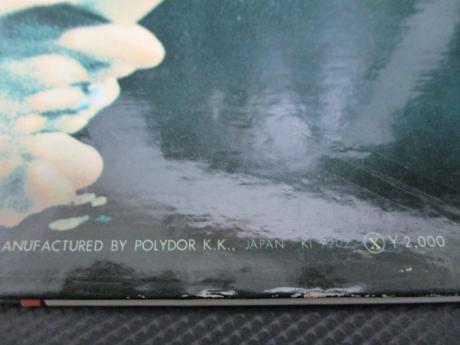 ANUFACTURED BY POLYDOR K.K., JAPAN Ⓧ ¥2,000